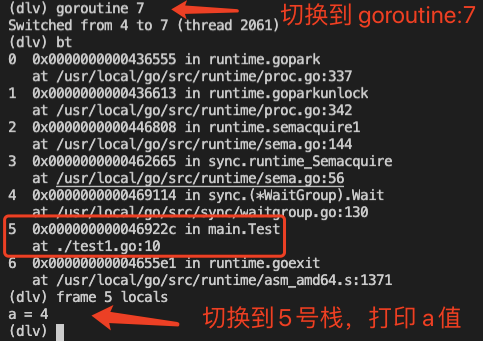 (dlv) goroutine 7
切换到 goroutine:7
Switched from 4 to 7 (thread 2061)
(dlv) bt
0 0x0000000000436555 in runtime.gopark
at /usr/local/go/src/runtime/proc.go:337
1 0x0000000000436613 in runtime.goparkunlock
at /usr/local/go/src/runtime/proc.go:342
2 0x0000000000446808 in runtime.semacquire1
at /usr/local/go/src/runtime/sema.go:144
3 0x0000000000462665 in sync.runtime_Semacquire
at /usr/local/go/src/runtime/sema.go:56
4 0x0000000000469114 in sync.(*WaitGroup).Wait
at /usr/local/go/src/sync/waitgroup.go:130
5 0x000000000046922c in main.Test
at ./test1.go:10
6 0x00000000004655e1 in runtime.goexit
at /usr/local/go/src/runtime/asm_amd64.s:1371
(dlv) frame 5 locals
a = 4
切换到5号栈，打印 a值
(dlv)